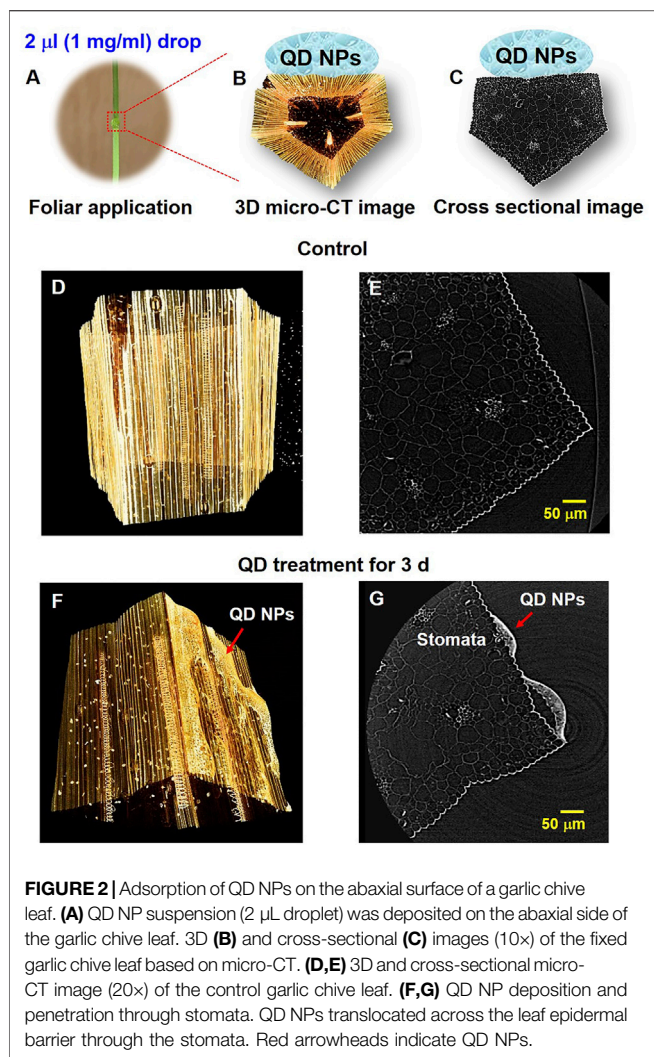 2 μl (1 mg/ml) drop
QD NPs
QD NPs
A
B
C
Foliar application
3D micro-CT image
Cross sectional image
Control
D
E
50 μm
QD treatment for 3 d
F
QD NPs
G
QD NPs
Stomata
50 μm
FIGURE 2 | Adsorption of QD NPs on the abaxial surface of a garlic chive
leaf. (A) QD NP suspension (2 μL droplet) was deposited on the abaxial side of
the garlic chive leaf. 3D (B) and cross-sectional (C) images (10×) of the fixed
garlic chive leaf based on micro-CT. (D,E) 3D and cross-sectional micro-
CT image (20×) of the control garlic chive leaf. (F,G) QD NP deposition and
penetration through stomata. QD NPs translocated across the leaf epidermal
barrier through the stomata. Red arrowheads indicate QD NPs.